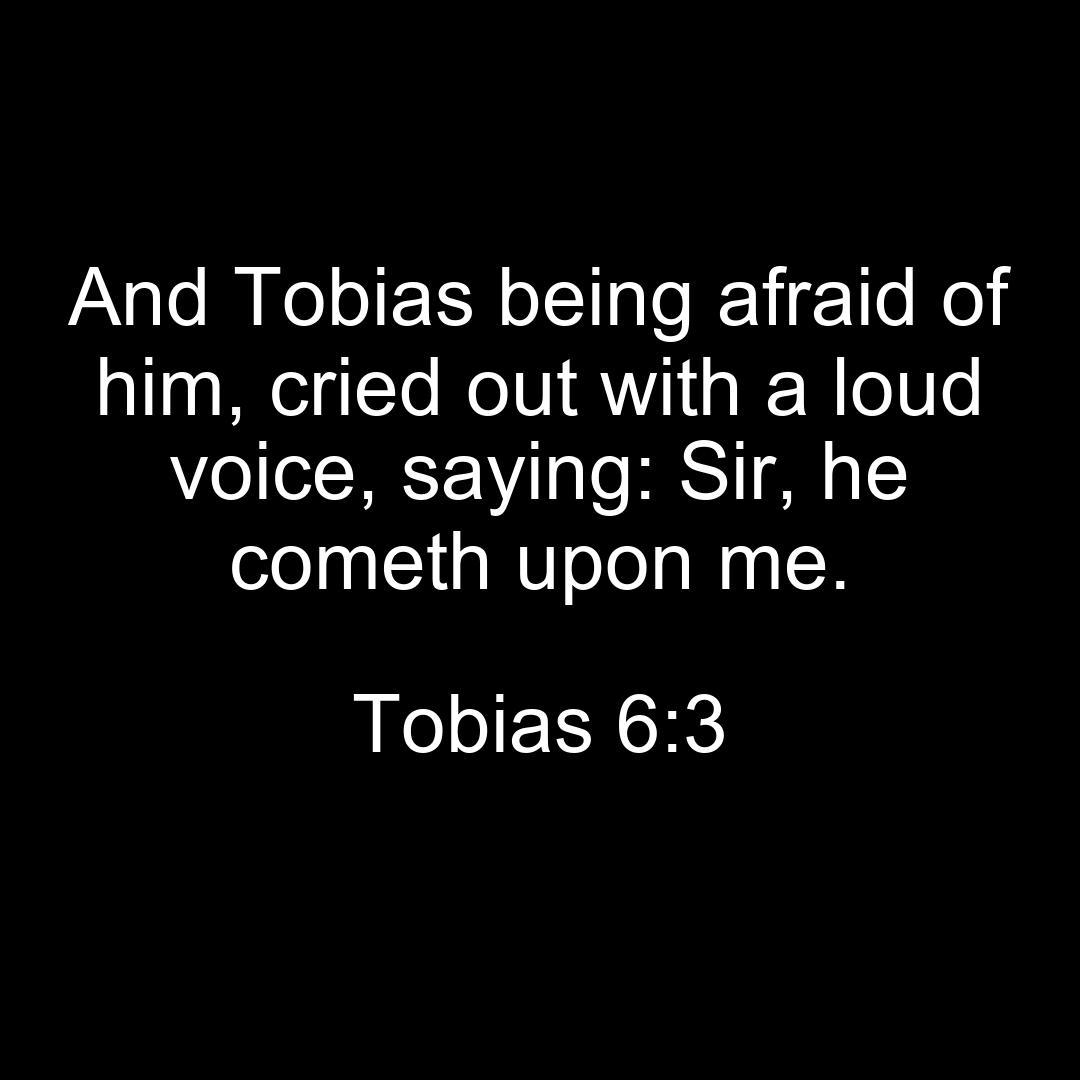 And Tobias being afraid of
him, cried out with a loud
voice, saying: Sir, he
cometh upon me.
Tobias 6:3